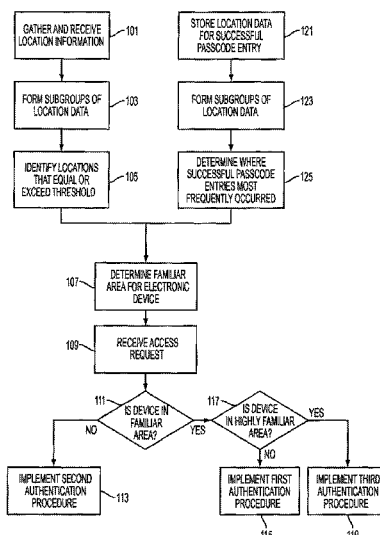 GATHER AND RECEIVE
LOCATION INFORMATION
101
FORM SUBGROUPS OF
LOCATION DATA
103
IDENTIFY LOCATIONS
THAT EQUAL OR
EXCEED THRESHOLD
105
STORE LOCATION DATA
FOR SUCCESSFUL
PASSCODE ENTRY
121
FORM SUBGROUPS OF
LOCATION DATA
123
DETERMINE WHERE
SUCCESSFUL PASSCODE
ENTRIES MOST
FREQUENTLY OCCURRED
125
107
DETERMINE FAMILIAR
AREA FOR ELECTRONIC
DEVICE
109
RECEIVE ACCESS
REQUEST
111
IS DEVICE IN
FAMILIAR
AREA?
NO
YES
117
IS DEVICE
IN HIGHLY FAMILIAR
AREA?
YES
NO
IMPLEMENT SECOND
AUTHENTICATION
PROCEDURE
113
IMPLEMENT FIRST
AUTHENTICATION
PROCEDURE
115
IMPLEMENT THIRD
AUTHENTICATION
PROCEDURE
119